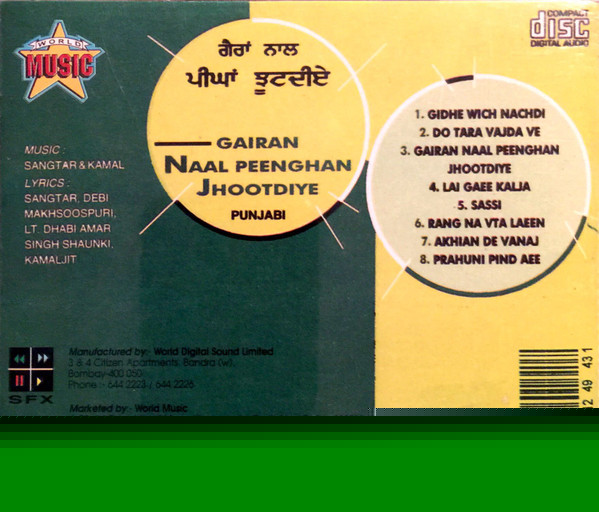 WORLD
MUSIC
COMPACT
disc
DIGITAL AUDIO
ਗੈਰਾਂ ਨਾਲ
ਪੀਂਘਾਂ ਝੂਟਦੀਏ
GAIRAN
NAAL PEENGHAN
JHOOTDIYE
PUNJABI
MUSIC :
SANGTAR & KAMAL
LYRICS :
SANGTAR, DEBI
MAKHSOOSPURI,
LT. DHABI AMAR
SINGH SHAUNKI,
KAMALJIT
1. GIDHE WICH NACHDI
2. DO TARA VAJDA VE
3. GAIRAN NAAL PEENGHAN
JHOOTDIYE
4. LAI GAEE KALJA
5. SASSI
6. RANG NA VTA LAEEN
7. AKHIAN DE VANAJ
8. PRAHUNI PIND AEE
SFX
Manufactured by:- World Digital Sound Limited
3 & 4 Citizen Apartments, Bandra (w),
Bombay-400 050
Phone :- 644 2223 / 644 2226
Marketed by:- World Music
2 49 43 1